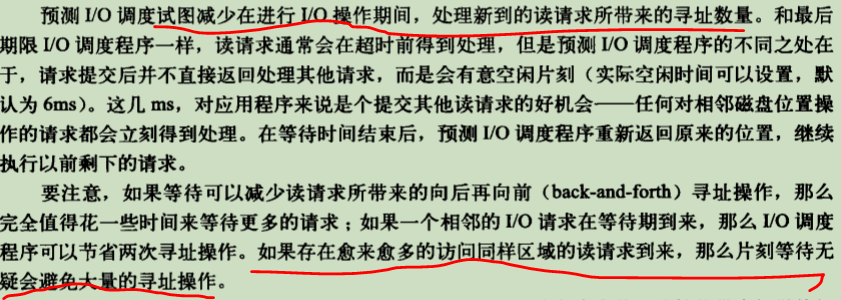 预测 I/O 调度试图减少在进行 I/O 操作期间，处理新到的读请求所带来的寻址数量。和最后
期限 I/O 调度程序一样，读请求通常会在超时前得到处理，但是预测 I/O 调度程序的不同之处在
于，请求提交后并不直接返回处理其他请求，而是会有意空闲片刻（实际空闲时间可以设置，默
认为 6ms）。这几 ms，对应用程序来说是个提交其他读请求的好机会——任何对相邻磁盘位置操
作的请求都会立刻得到处理。在等待时间结束后，预测 I/O 调度程序重新返回原来的位置，继续
执行以前剩下的请求。
要注意，如果等待可以减少读请求所带来的向后再向前（back-and-forth）寻址操作，那么
完全值得花一些时间来等待更多的请求；如果一个相邻的 I/O 请求在等待期到来，那么 I/O 调度
程序可以节省两次寻址操作。如果存在愈来愈多的访问同样区域的读请求到来，那么片刻等待无
疑会避免大量的寻址操作。